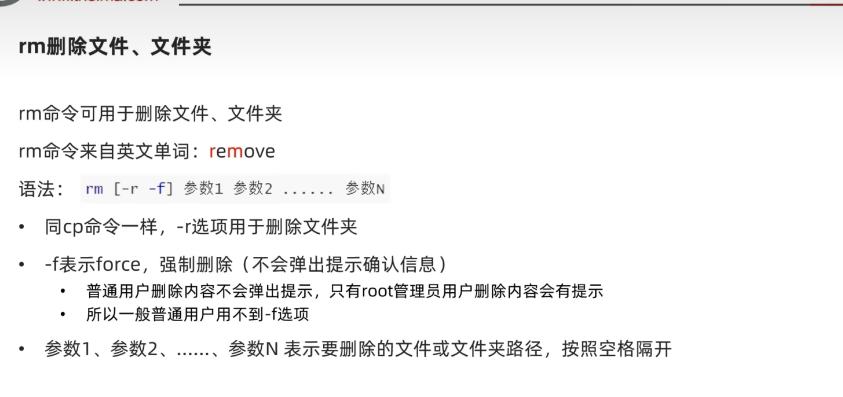 rm删除文件、文件夹
rm命令可用于删除文件、文件夹
rm命令来自英文单词：remove
语法： rm [-r -f] 参数1 参数2 ...... 参数N
• 同cp命令一样，-r选项用于删除文件夹
• -f表示force，强制删除（不会弹出提示确认信息）
• 普通用户删除内容不会弹出提示，只有root管理员用户删除内容会有提示
• 所以一般普通用户用不到-f选项
• 参数1、参数2、......、参数N 表示要删除的文件或文件夹路径，按照空格隔开